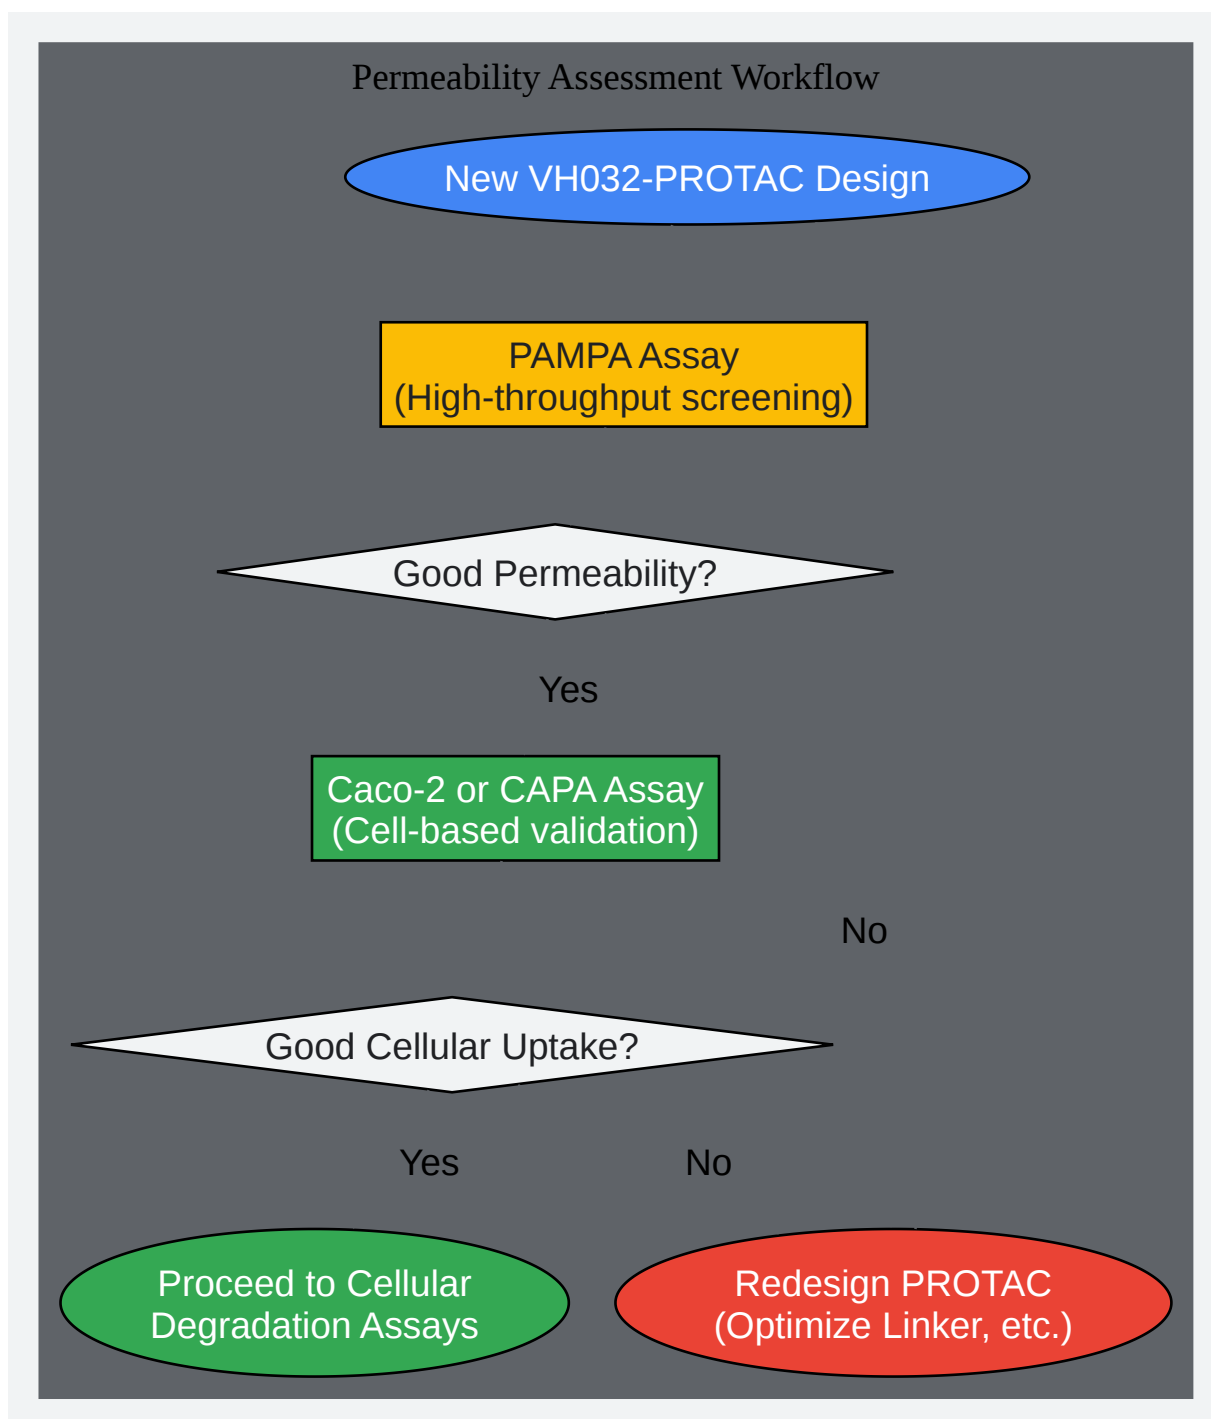 Permeability Assessment Workflow
New VH032-PROTAC Design
PAMPA Assay
(High-throughput screening)
Good Permeability?
Yes
Caco-2 or CAPA Assay
(Cell-based validation)
No
Good Cellular Uptake?
Yes
No
Proceed to Cellular
Degradation Assays
Redesign PROTAC
(Optimize Linker, etc.)